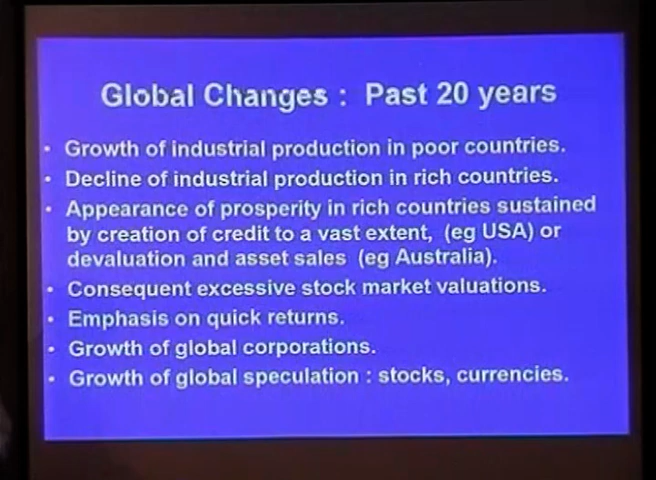 Global Changes : Past 20 years
• Growth of industrial production in poor countries.
• Decline of industrial production in rich countries.
• Appearance of prosperity in rich countries sustained
by creation of credit to a vast extent, (eg USA) or
devaluation and asset sales (eg Australia).
• Consequent excessive stock market valuations.
• Emphasis on quick returns.
• Growth of global corporations.
• Growth of global speculation : stocks, currencies.